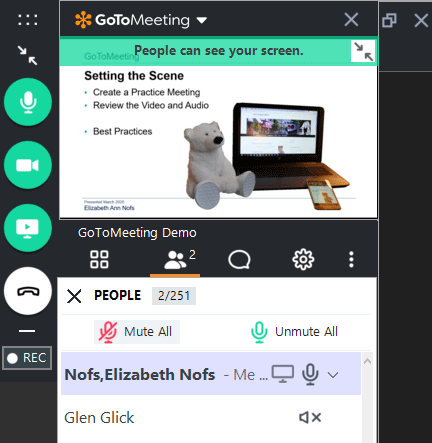 GoToMeeting
People can see your screen.
GoToMeeting
Setting the Scene
• Create a Practice Meeting
• Review the Video and Audio
• Best Practices
Presented March 2020
Elizabeth Ann Nofs
GoToMeeting Demo
2
PEOPLE 2/251
Mute All Unmute All
REC
Nofs,Elizabeth Nofs - Me ...
Glen Glick